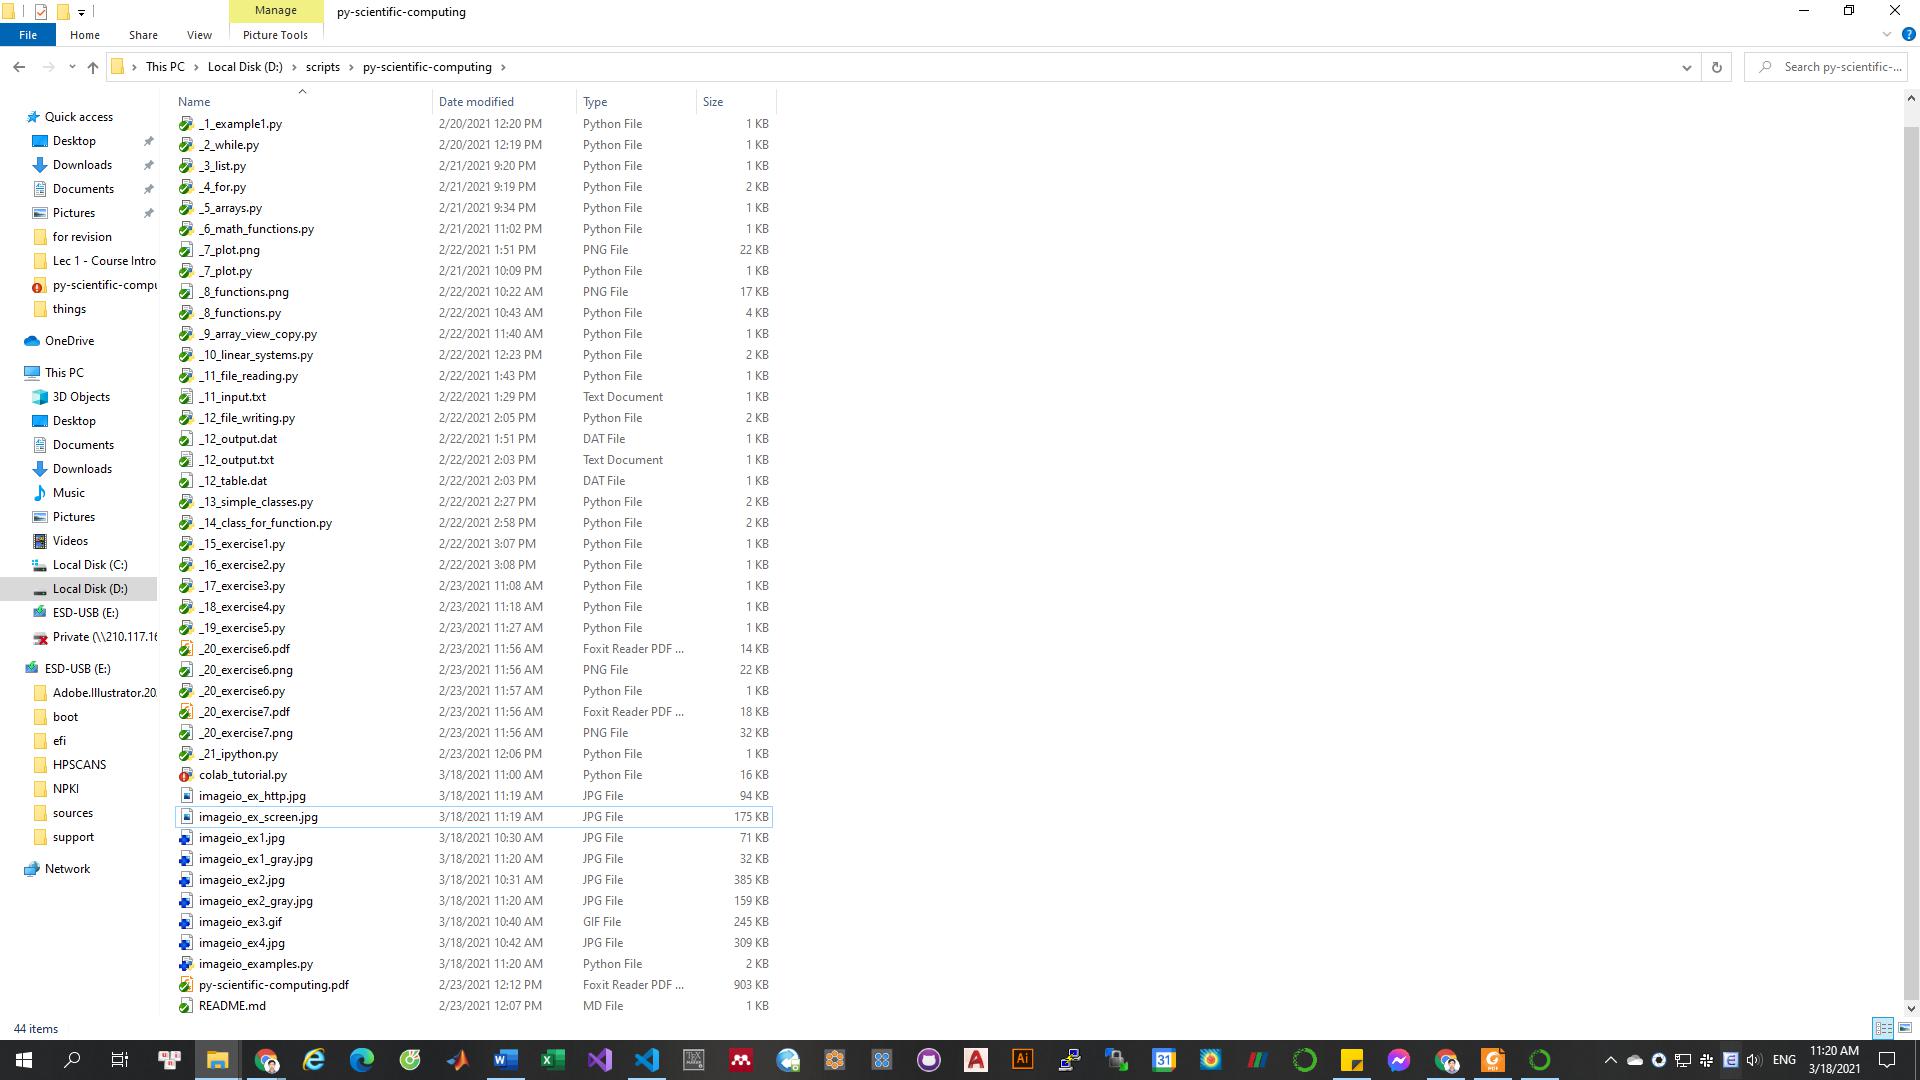 Manage
py-scientific-computing
File
Home
Share
View
Picture Tools
This PC
Local Disk (D:)
scripts
py-scientific-computing
Search py-scientific-...
Name
Date modified
Type
Size
Quick access
Desktop
Downloads
Documents
Pictures
for revision
Lec 1 - Course Intro
py-scientific-compu
things
OneDrive
This PC
3D Objects
Desktop
Documents
Downloads
Music
Pictures
Videos
Local Disk (C:)
Local Disk (D:)
ESD-USB (E:)
Private (\\210.117.16
ESD-USB (E:)
Adobe.Illustrator.20
boot
efi
HPSCANS
NPKI
sources
support
Network
_1_example1.py 2/20/2021 12:20 PM Python File 1 KB
_2_while.py 2/20/2021 12:19 PM Python File 1 KB
_3_list.py 2/21/2021 9:20 PM Python File 1 KB
_4_for.py 2/21/2021 9:19 PM Python File 2 KB
_5_arrays.py 2/21/2021 9:34 PM Python File 1 KB
_6_math_functions.py 2/21/2021 11:02 PM Python File 1 KB
_7_plot.png 2/22/2021 1:51 PM PNG File 22 KB
_7_plot.py 2/21/2021 10:09 PM Python File 1 KB
_8_functions.png 2/22/2021 10:22 AM PNG File 17 KB
_8_functions.py 2/22/2021 10:43 AM Python File 4 KB
_9_array_view_copy.py 2/22/2021 11:40 AM Python File 1 KB
_10_linear_systems.py 2/22/2021 12:23 PM Python File 2 KB
_11_file_reading.py 2/22/2021 1:43 PM Python File 1 KB
_11_input.txt 2/22/2021 1:29 PM Text Document 1 KB
_12_file_writing.py 2/22/2021 2:05 PM Python File 2 KB
_12_output.dat 2/22/2021 1:51 PM DAT File 1 KB
_12_output.txt 2/22/2021 2:03 PM Text Document 1 KB
_12_table.dat 2/22/2021 2:03 PM DAT File 1 KB
_13_simple_classes.py 2/22/2021 2:27 PM Python File 2 KB
_14_class_for_function.py 2/22/2021 2:58 PM Python File 2 KB
_15_exercise1.py 2/22/2021 3:07 PM Python File 1 KB
_16_exercise2.py 2/22/2021 3:08 PM Python File 1 KB
_17_exercise3.py 2/23/2021 11:08 AM Python File 1 KB
_18_exercise4.py 2/23/2021 11:18 AM Python File 1 KB
_19_exercise5.py 2/23/2021 11:27 AM Python File 1 KB
_20_exercise6.pdf 2/23/2021 11:56 AM Foxit Reader PDF ... 14 KB
_20_exercise6.png 2/23/2021 11:56 AM PNG File 22 KB
_20_exercise6.py 2/23/2021 11:57 AM Python File 1 KB
_20_exercise7.pdf 2/23/2021 11:56 AM Foxit Reader PDF ... 18 KB
_20_exercise7.png 2/23/2021 11:56 AM PNG File 32 KB
_21_ipython.py 2/23/2021 12:06 PM Python File 1 KB
colab_tutorial.py 3/18/2021 11:00 AM Python File 16 KB
imageio_ex_http.jpg 3/18/2021 11:19 AM JPG File 94 KB
imageio_ex_screen.jpg 3/18/2021 11:19 AM JPG File 175 KB
imageio_ex1.jpg 3/18/2021 10:30 AM JPG File 71 KB
imageio_ex1_gray.jpg 3/18/2021 11:20 AM JPG File 32 KB
imageio_ex2.jpg 3/18/2021 10:31 AM JPG File 385 KB
imageio_ex2_gray.jpg 3/18/2021 11:20 AM JPG File 159 KB
imageio_ex3.gif 3/18/2021 10:40 AM GIF File 245 KB
imageio_ex4.jpg 3/18/2021 10:42 AM JPG File 309 KB
imageio_examples.py 3/18/2021 11:20 AM Python File 2 KB
py-scientific-computing.pdf 2/23/2021 12:12 PM Foxit Reader PDF ... 903 KB
README.md 2/23/2021 12:07 PM MD File 1 KB
44 items
ENG
11:20 AM
3/18/2021